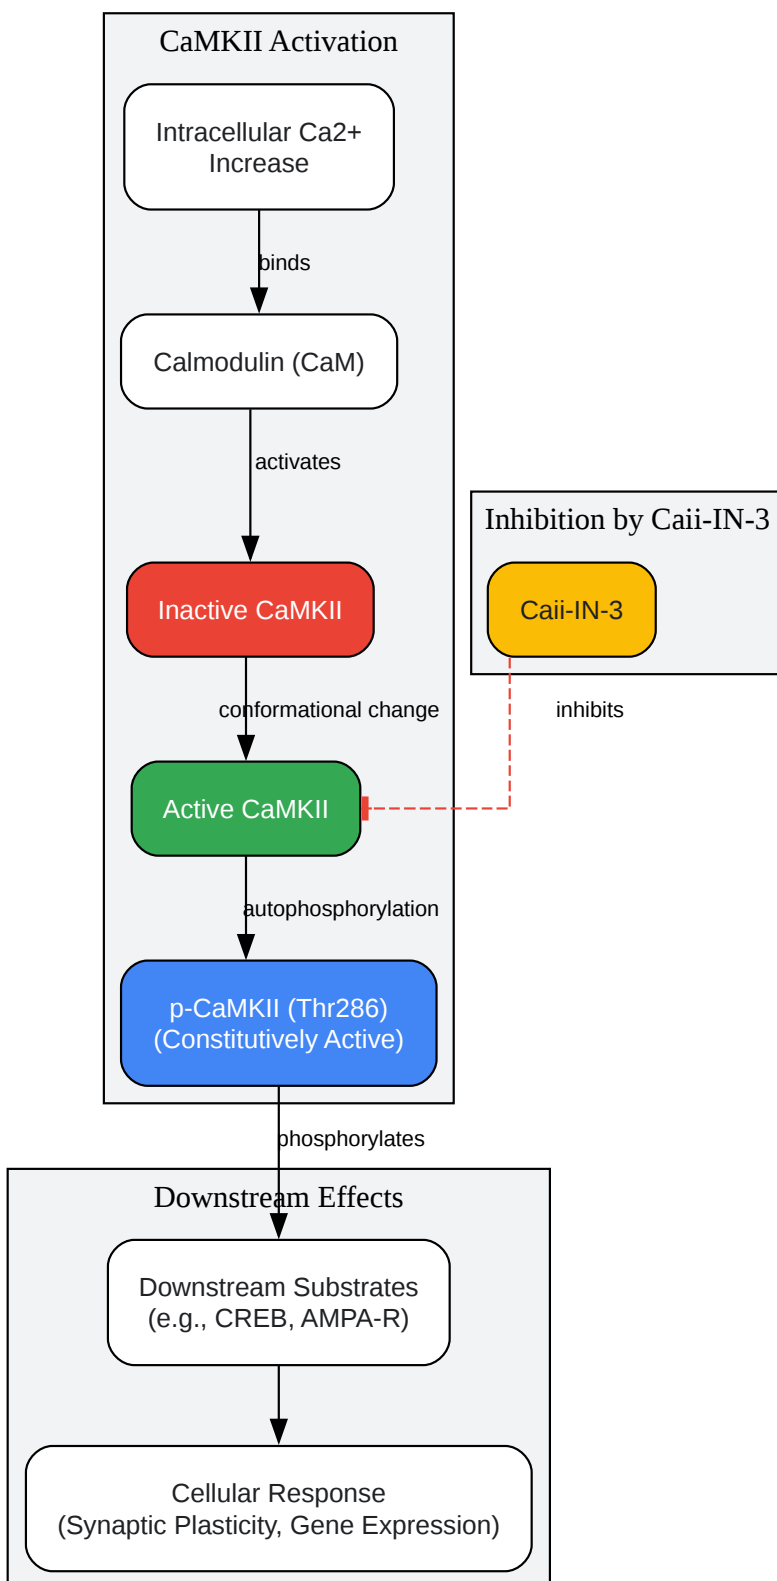 CaMKII Activation
Intracellular Ca2+
Increase
binds
Calmodulin (CaM)
activates
Inhibition by Caii-IN-3
Inactive CaMKII
Caii-IN-3
conformational change
inhibits
Active CaMKII
autophosphorylation
p-CaMKII (Thr286)
(Constitutively Active)
phosphorylates
Downstream Effects
Downstream Substrates
(e.g., CREB, AMPA-R)
Cellular Response
(Synaptic Plasticity, Gene Expression)